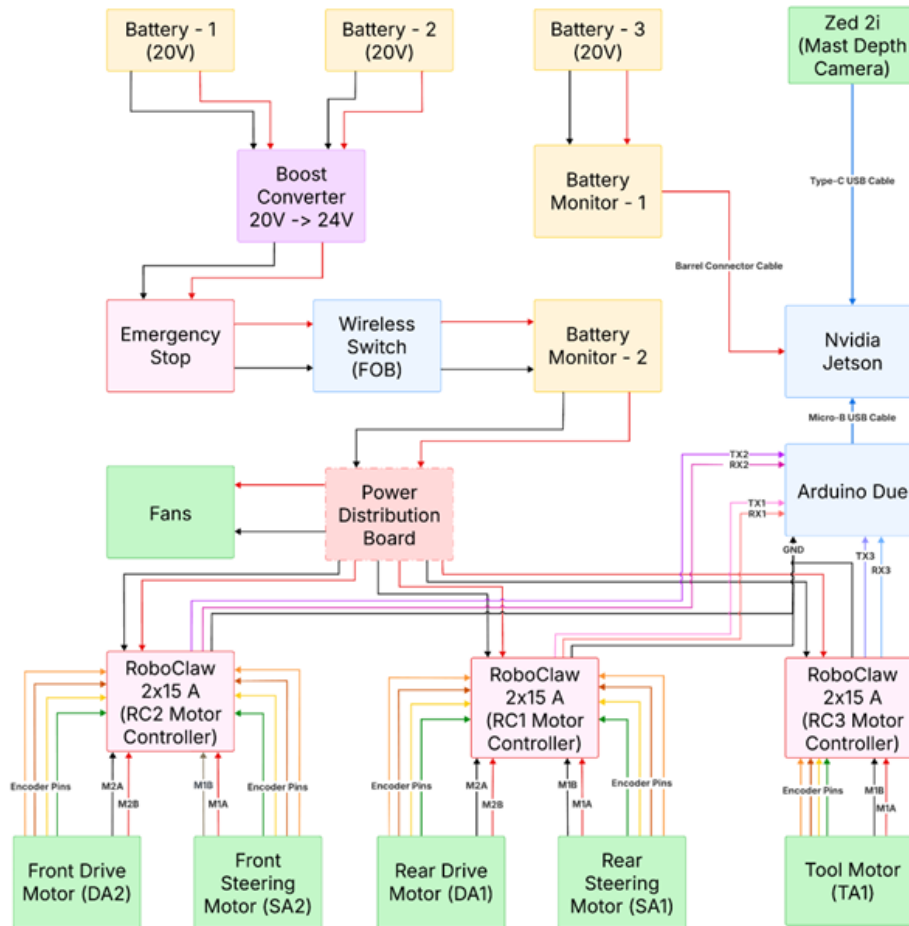 Battery - 1
(20V)
Battery - 2
(20V)
Battery - 3
(20V)
Zed 2i
(Mast Depth
Camera)
Boost
Converter
20V -> 24V
Battery
Monitor - 1
Type-C USB Cable
Barrel Connector Cable
Emergency
Stop
Wireless
Switch
(FOB)
Battery
Monitor - 2
Nvidia
Jetson
Micro-B USB Cable
Fans
Power
Distribution
Board
TX2
RX2
TX1
RX1
Arduino Due
GND
TX3
RX3
RoboClaw
2x15 A
(RC2 Motor
Controller)
RoboClaw
2x15 A
(RC1 Motor
Controller)
RoboClaw
2x15 A
(RC3 Motor
Controller)
Encoder Pins
M2A
M2B
M1B
M1A
Encoder Pins
Encoder Pins
M2A
M2B
M1B
M1A
Encoder Pins
Encoder Pins
M1B
M1A
Front Drive
Motor (DA2)
Front
Steering
Motor (SA2)
Rear Drive
Motor (DA1)
Rear
Steering
Motor (SA1)
Tool Motor
(TA1)